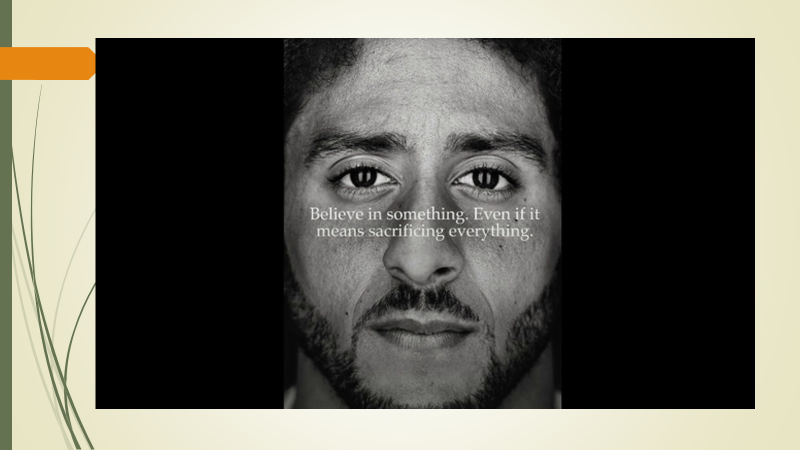 Believe in something. Even if it
means sacrificing everything.